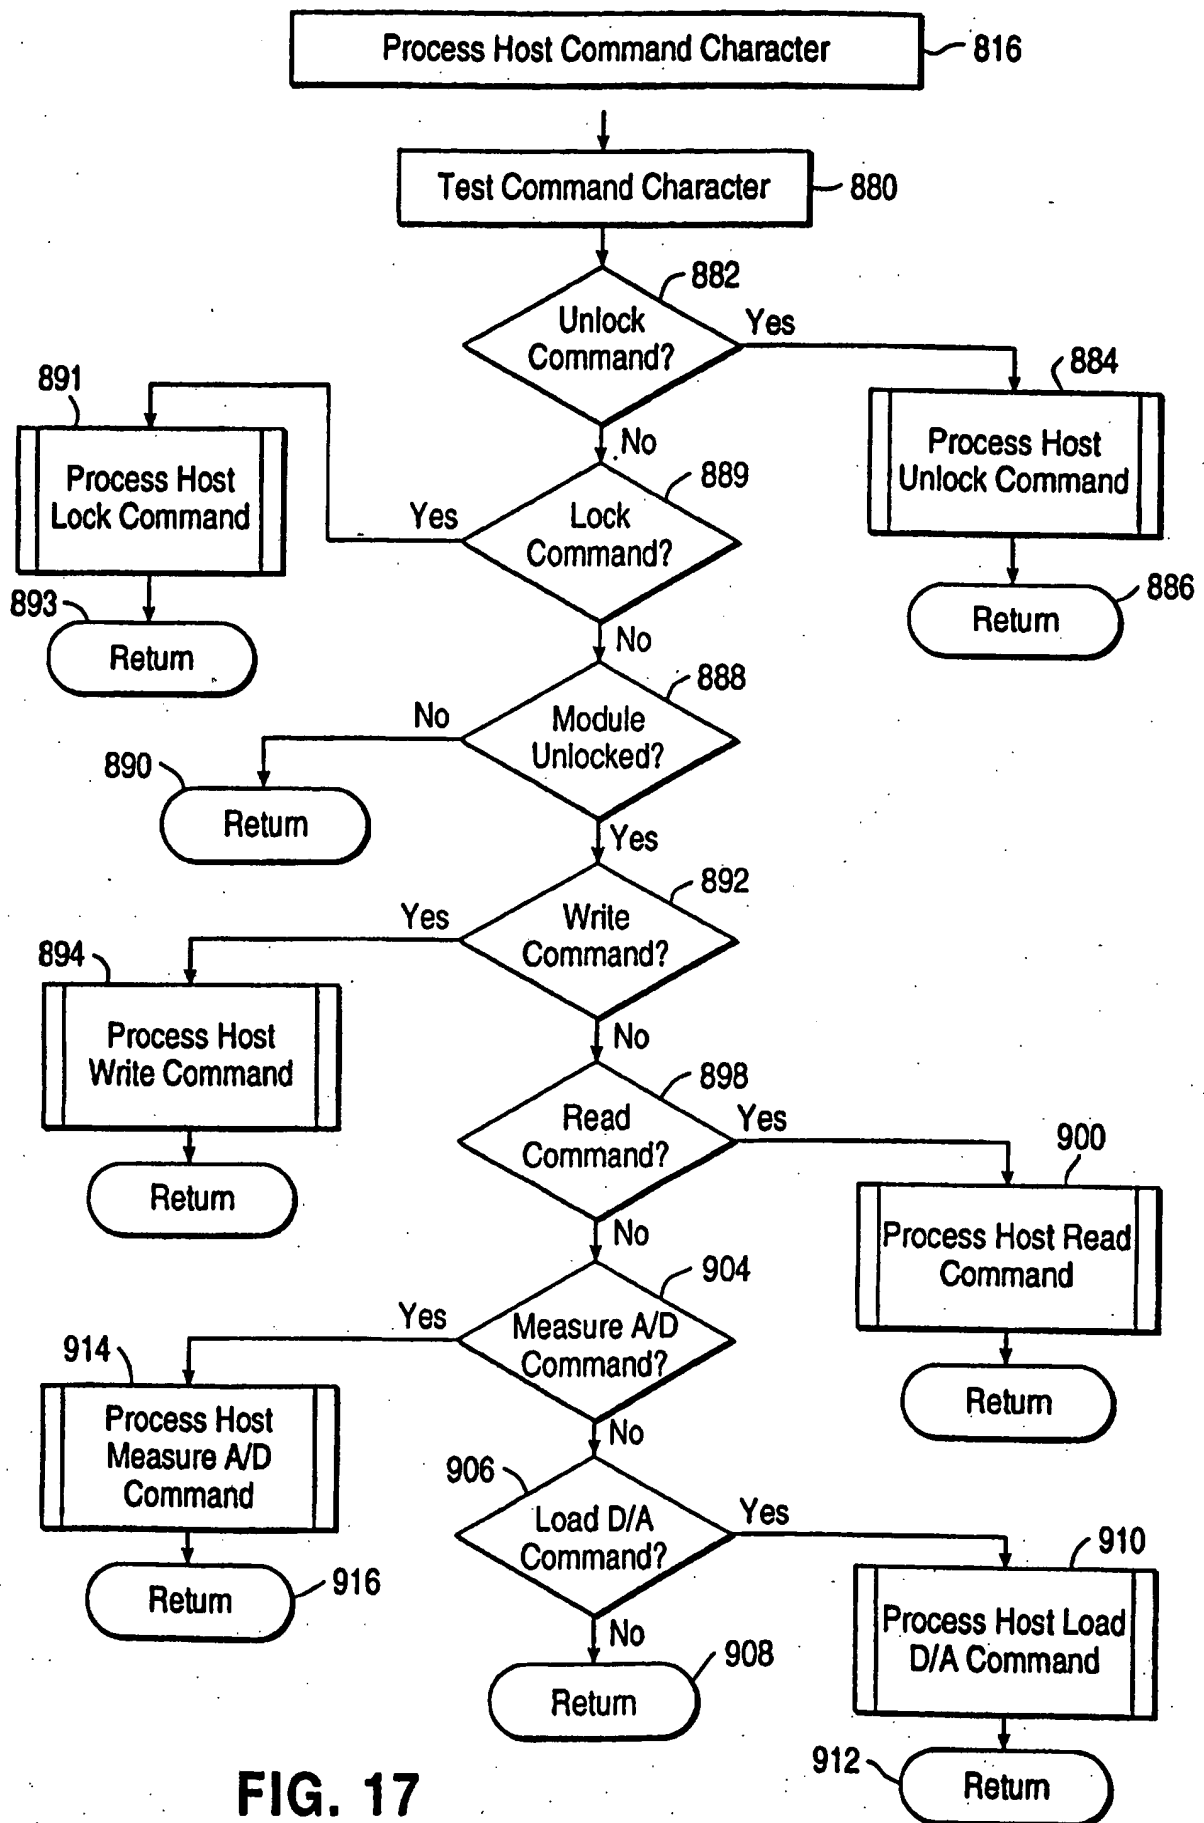 Process Host Command Character
816
Test Command Character
880
882
Unlock
Command?
Yes
884
Process Host
Unlock Command
886
Return
No
889
Lock
Command?
Yes
891
Process Host
Lock Command
893
Return
No
888
Module
Unlocked?
No
890
Return
Yes
892
Write
Command?
Yes
894
Process Host
Write Command
Return
No
898
Read
Command?
Yes
900
Process Host Read
Command
Return
No
904
Measure A/D
Command?
Yes
914
Process Host
Measure A/D
Command
916
Return
No
906
Load D/A
Command?
Yes
910
Process Host Load
D/A Command
912
Return
No
908
Return
FIG. 17